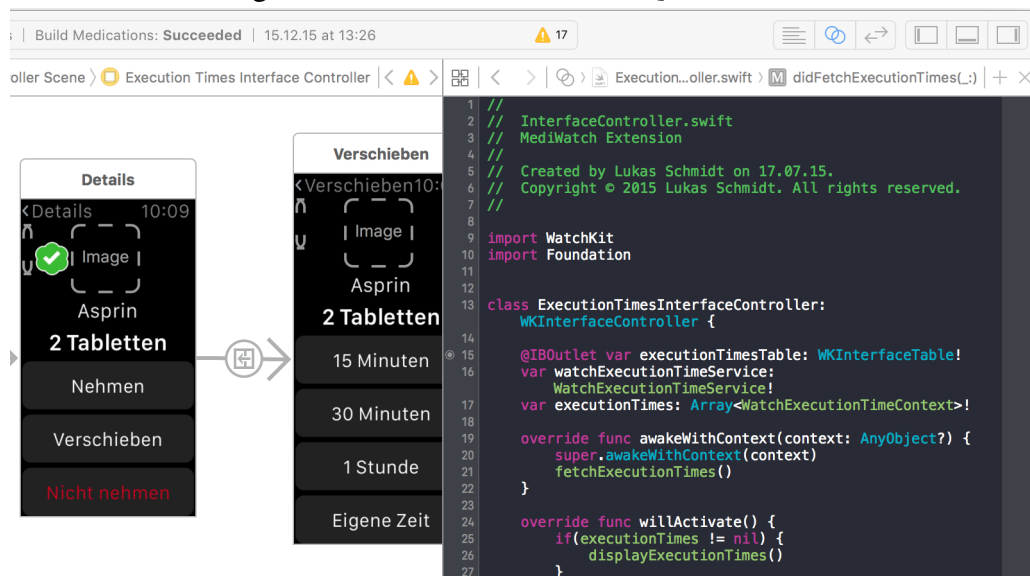 Build Medications: Succeeded | 15.12.15 at 13:26
17
oller Scene > Execution Times Interface Controller
Execution...oller.swift > M didFetchExecutionTimes(_:)
Details
<Details 10:09
Image
Asprin
2 Tabletten
Nehmen
Verschieben
Nicht nehmen
Verschieben
<Verschieben10:
Image
Asprin
2 Tabletten
15 Minuten
30 Minuten
1 Stunde
Eigene Zeit
1 //
2 //  InterfaceController.swift
3 //  MediWatch Extension
4 //
5 //  Created by Lukas Schmidt on 17.07.15.
6 //  Copyright © 2015 Lukas Schmidt. All rights reserved.
7 //
8
9 import WatchKit
10 import Foundation
11
12
13 class ExecutionTimesInterfaceController:
WKInterfaceController {
14
15 @IBOutlet var executionTimesTable: WKInterfaceTable!
16 var watchExecutionTimeService:
WatchExecutionTimeService!
17 var executionTimes: Array<WatchExecutionTimeContext>!
18
19 override func awakeWithContext(context: AnyObject?) {
20 super.awakeWithContext(context)
21 fetchExecutionTimes()
22 }
23
24 override func willActivate() {
25 if(executionTimes != nil) {
26 displayExecutionTimes()
27 }